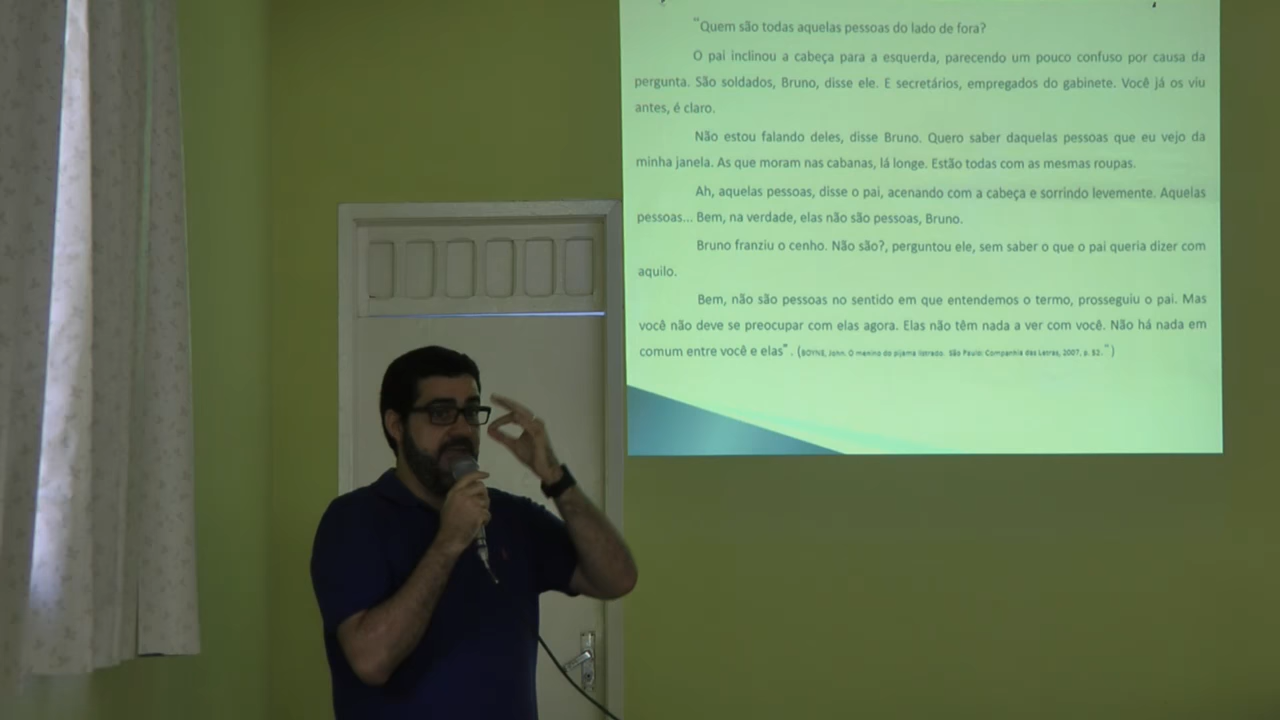 "Quem são todas aquelas pessoas do lado de fora?
O pai inclinou a cabeça para a esquerda, parecendo um pouco confuso por causa da
pergunta. São soldados, Bruno, disse ele. E secretários, empregados do gabinete. Você já os viu
antes, é claro.
Não estou falando deles, disse Bruno. Quero saber daquelas pessoas que eu vejo da
minha janela. As que moram nas cabanas, lá longe. Estão todas com as mesmas roupas.
Ah, aquelas pessoas, disse o pai, acenando com a cabeça e sorrindo levemente. Aquelas
pessoas... Bem, na verdade, elas não são pessoas, Bruno.
Bruno franziu o cenho. Não são?, perguntou ele, sem saber o que o pai queria dizer com
aquilo.
Bem, não são pessoas no sentido em que entendemos o termo, prosseguiu o pai. Mas
você não deve se preocupar com elas agora. Elas não têm nada a ver com você. Não há nada em
comum entre você e elas". (BOYNE, John. O menino do pijama listrado. São Paulo: Companhia das Letras, 2007, p. 52.")